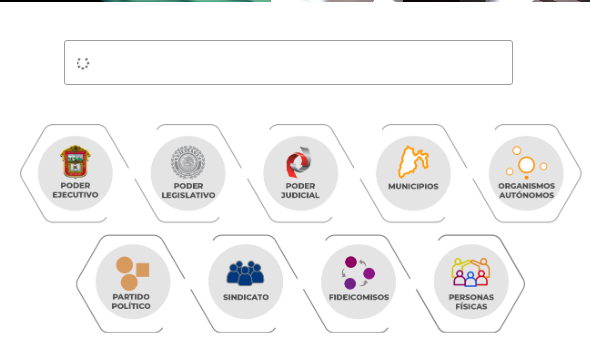 PODER
EJECUTIVO
PODER
LEGISLATIVO
PODER
JUDICIAL
MUNICIPIOS
ORGANISMOS
AUTÓNOMOS
PARTIDO
POLÍTICO
SINDICATO
FIDEICOMISOS
PERSONAS
FÍSICAS